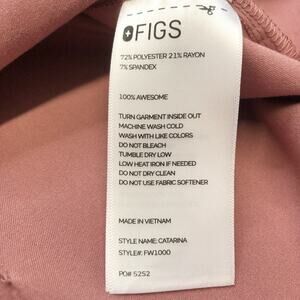 FIGS
72% POLYESTER 21% RAYON
7% SPANDEX
100% AWESOME
TURN GARMENT INSIDE OUT
MACHINE WASH COLD
WASH WITH LIKE COLORS
DO NOT BLEACH
TUMBLE DRY LOW
LOW HEAT IRON IF NEEDED
DO NOT DRY CLEAN
DO NOT USE FABRIC SOFTENER
MADE IN VIETNAM
STYLE NAME: CATARINA
STYLE#: FW1000
PO# 5252